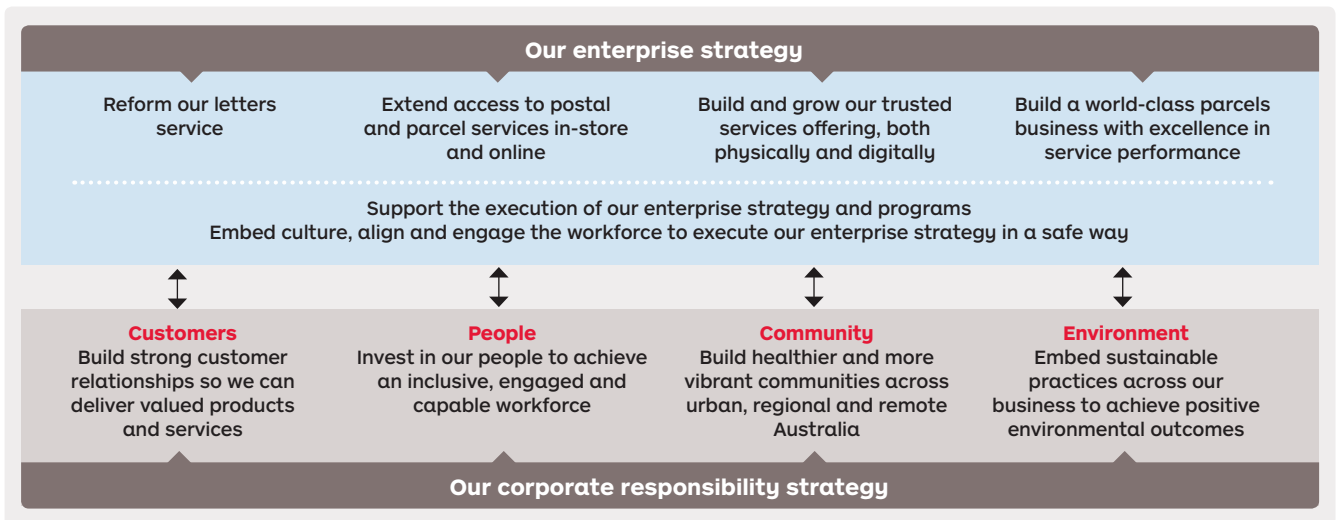 Our enterprise strategy
Reform our letters
service
Extend access to postal
and parcel services in-store
and online
Build and grow our trusted
services offering, both
physically and digitally
Build a world-class parcels
business with excellence in
service performance
Support the execution of our enterprise strategy and programs
Embed culture, align and engage the workforce to execute our enterprise strategy in a safe way
Customers
Build strong customer
relationships so we can
deliver valued products
and services
People
Invest in our people to achieve
an inclusive, engaged and
capable workforce
Community
Build healthier and more
vibrant communities across
urban, regional and remote
Australia
Environment
Embed sustainable
practices across our
business to achieve positive
environmental outcomes
Our corporate responsibility strategy